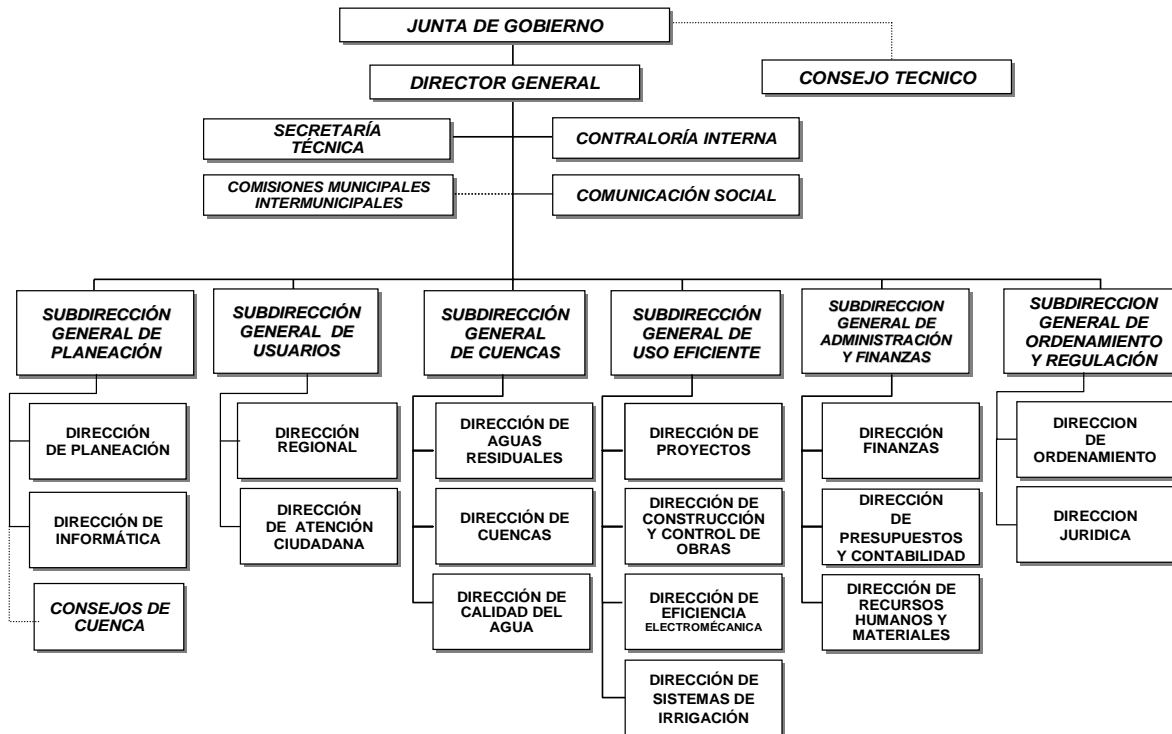 JUNTA DE GOBIERNO
DIRECTOR GENERAL
CONSEJO TECNICO
SECRETARÍA
TÉCNICA
CONTRALORÍA INTERNA
COMISIONES MUNICIPALES
INTERMUNICIPALES
COMUNICACIÓN SOCIAL
SUBDIRECCIÓN
GENERAL DE
PLANEACIÓN
SUBDIRECCIÓN
GENERAL DE
USUARIOS
SUBDIRECCIÓN
GENERAL
DE CUENCAS
SUBDIRECCIÓN
GENERAL DE
USO EFICIENTE
SUBDIRECCION
GENERAL DE
ADMINISTRACIÓN
Y FINANZAS
SUBDIRECCION
GENERAL DE
ORDENAMIENTO
Y REGULACIÓN
DIRECCIÓN
DE PLANEACIÓN
DIRECCIÓN DE
INFORMÁTICA
CONSEJOS DE
CUENCA
DIRECCIÓN
REGIONAL
DIRECCIÓN
DE ATENCIÓN
CIUDADANA
DIRECCIÓN DE
AGUAS
RESIDUALES
DIRECCIÓN DE
CUENCAS
DIRECCIÓN DE
CALIDAD DEL
AGUA
DIRECCIÓN DE
PROYECTOS
DIRECCIÓN DE
CONSTRUCCIÓN
Y CONTROL DE
OBRAS
DIRECCIÓN DE
EFICIENCIA
ELECTROMÉCANICA
DIRECCIÓN DE
SISTEMAS DE
IRRIGACIÓN
DIRECCIÓN
FINANZAS
DIRECCIÓN
DE
PRESUPUESTOS
Y CONTABILIDAD
DIRECCIÓN DE
RECURSOS
HUMANOS Y
MATERIALES
DIRECCION
DE
ORDENAMIENTO
DIRECCION
JURIDICA